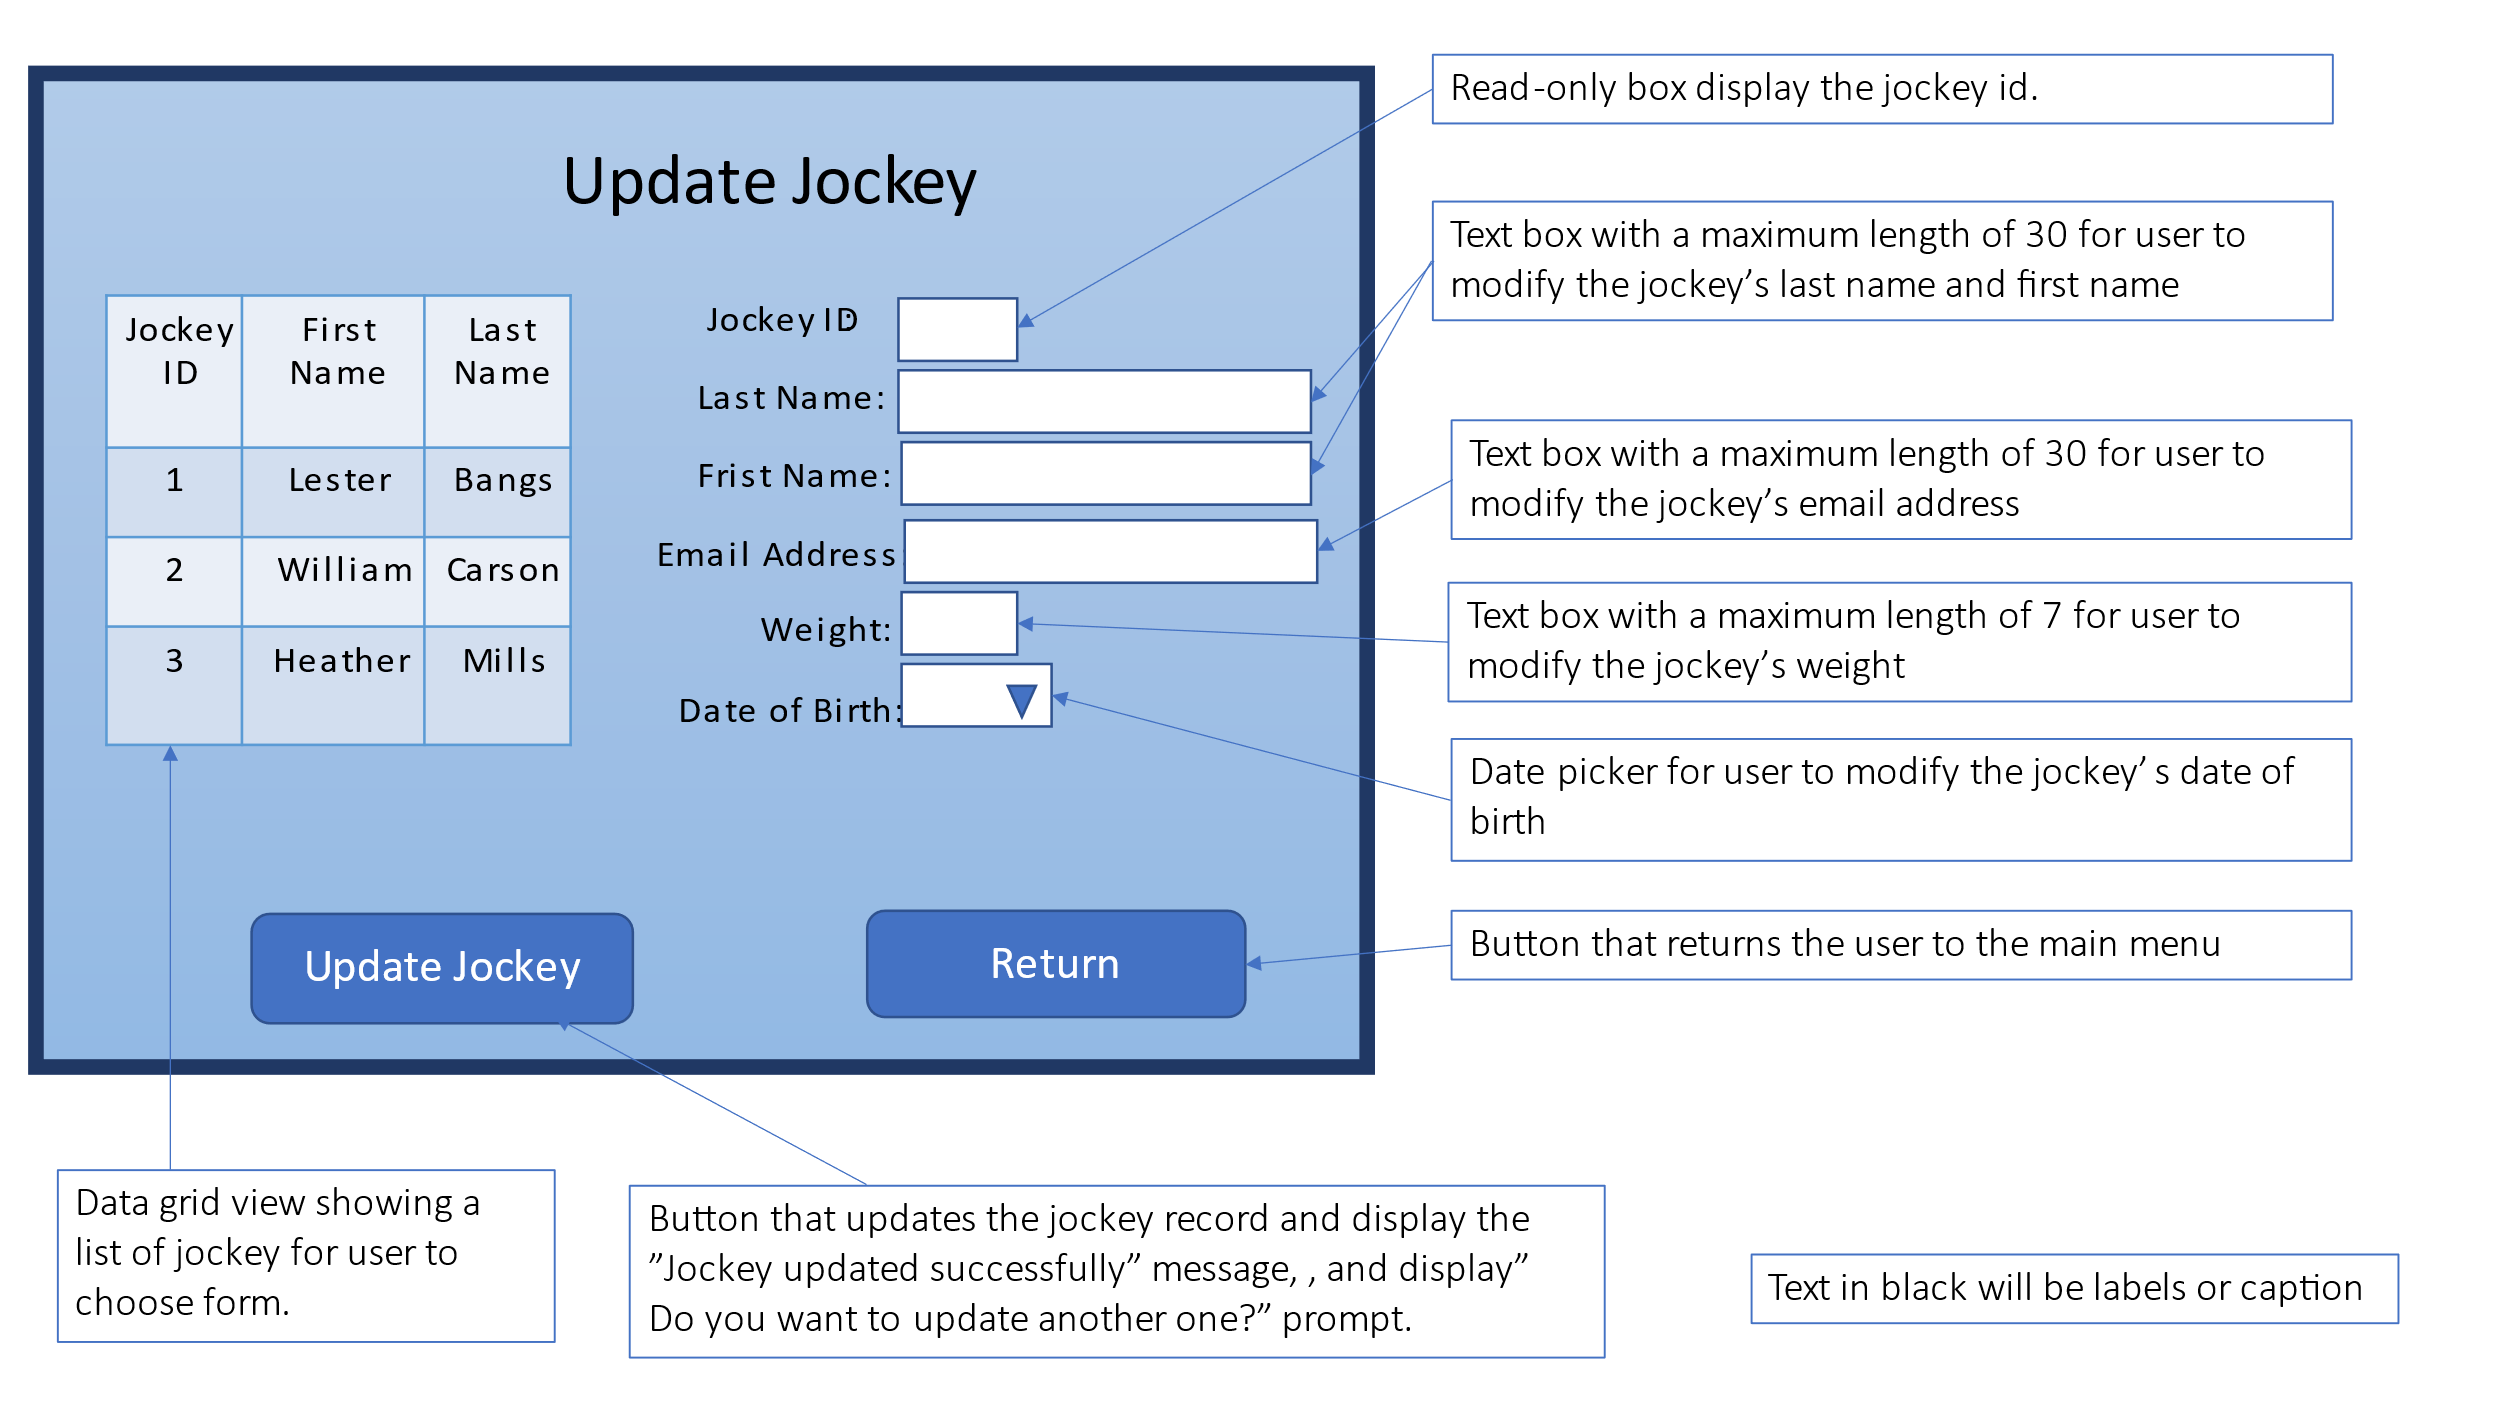 Update Jockey
Jockey ID First Name Last Name
1 Lester Bangs
2 William Carson
3 Heather Mills
Jockey ID:
Last Name:
Frist Name:
Email Address:
Weight:
Date of Birth:
Update Jockey
Return
Read-only box display the jockey id.
Text box with a maximum length of 30 for user to
modify the jockey’s last name and first name
Text box with a maximum length of 30 for user to
modify the jockey’s email address
Text box with a maximum length of 7 for user to
modify the jockey’s weight
Date picker for user to modify the jockey’ s date of
birth
Button that returns the user to the main menu
Data grid view showing a
list of jockey for user to
choose form.
Button that updates the jockey record and display the
”Jockey updated successfully” message, , and display”
Do you want to update another one?” prompt.
Text in black will be labels or caption